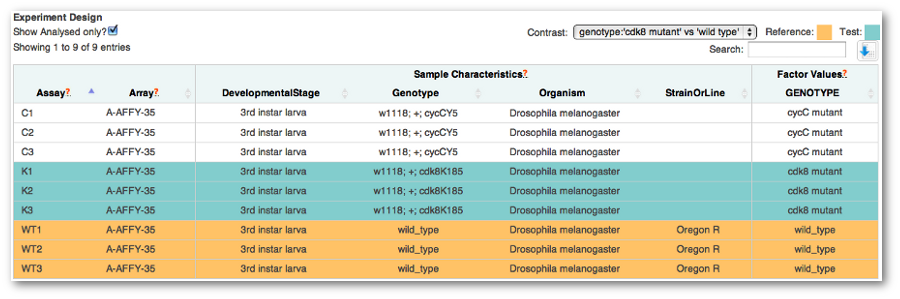 Experiment Design
Show Analysed only?
Contrast: genotype:'cdk8 mutant' vs 'wild type' Reference: Test:
Showing 1 to 9 of 9 entries
Search:
Sample Characteristics? Factor Values?
Assay? Array? DevelopmentalStage Genotype Organism StrainOrLine GENOTYPE
C1 A-AFFY-35 3rd instar larva w1118; +; cycCY5 Drosophila melanogaster cycC mutant
C2 A-AFFY-35 3rd instar larva w1118; +; cycCY5 Drosophila melanogaster cycC mutant
C3 A-AFFY-35 3rd instar larva w1118; +; cycCY5 Drosophila melanogaster cycC mutant
K1 A-AFFY-35 3rd instar larva w1118; +; cdk8K185 Drosophila melanogaster cdk8 mutant
K2 A-AFFY-35 3rd instar larva w1118; +; cdk8K185 Drosophila melanogaster cdk8 mutant
K3 A-AFFY-35 3rd instar larva w1118; +; cdk8K185 Drosophila melanogaster cdk8 mutant
WT1 A-AFFY-35 3rd instar larva wild_type Drosophila melanogaster Oregon R wild_type
WT2 A-AFFY-35 3rd instar larva wild_type Drosophila melanogaster Oregon R wild_type
WT3 A-AFFY-35 3rd instar larva wild_type Drosophila melanogaster Oregon R wild_type